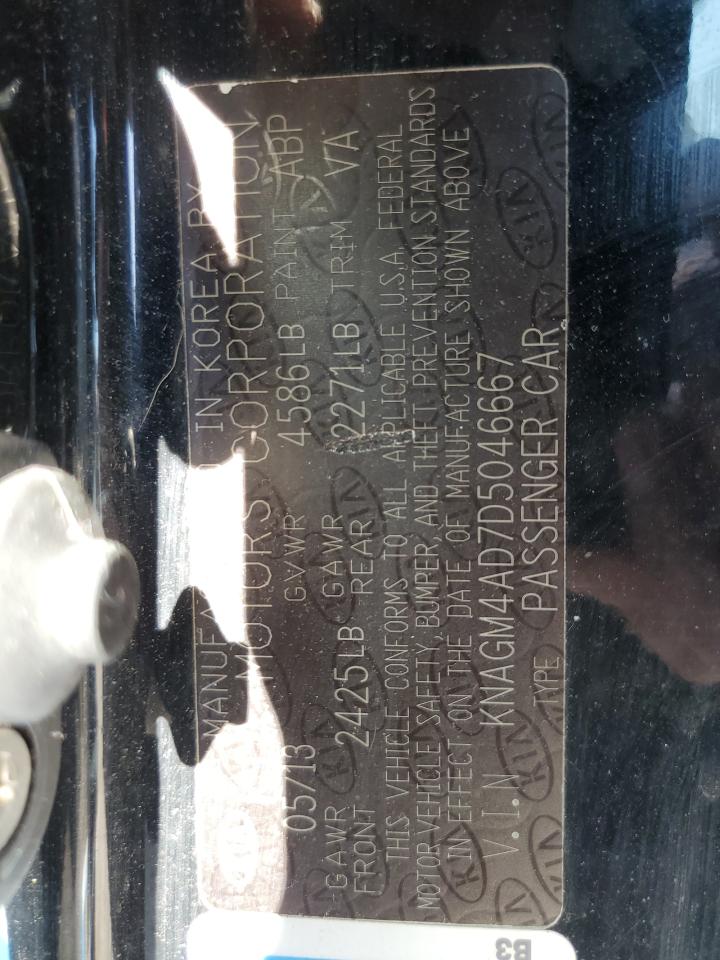 MANUFA IN KOREA BY
MOTORS CORPORATION
05/13 GVWR 4586LB PAINT ABP
GAWR FRONT 2425LB GAWR REAR 2271LB TRIM VA
THIS VEHICLE CONFORMS TO ALL APPLICABLE U.S.A. FEDERAL
MOTOR VEHICLE SAFETY, BUMPER, AND THEFT PREVENTION STANDARDS
IN EFFECT ON THE DATE OF MANUFACTURE SHOWN ABOVE
V.I.N KNAGM4AD7D5046667
TYPE PASSENGER CAR
KIA
B3